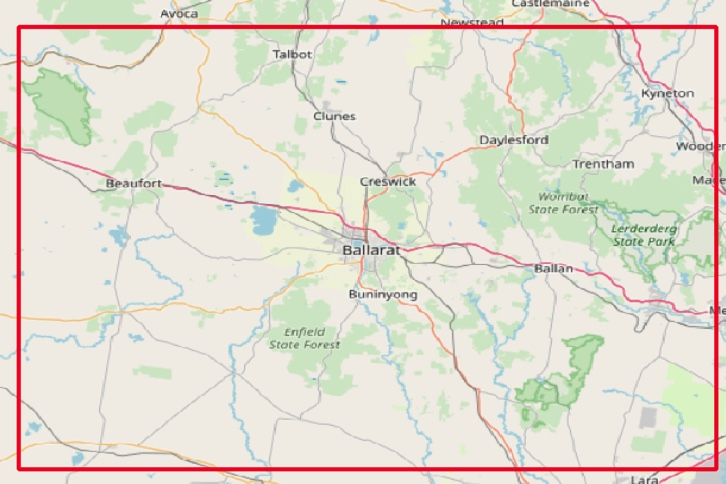 Castlemaine
Avoca
Newstead
Talbot
Kyneton
Clunes
Daylesford
Wooden
Trentham
Creswick
Beaufort
Wombat
State Forest
Lerderderg
State Park
Ballarat
Ballan
Buninyong
Enfield
State Forest
Lara